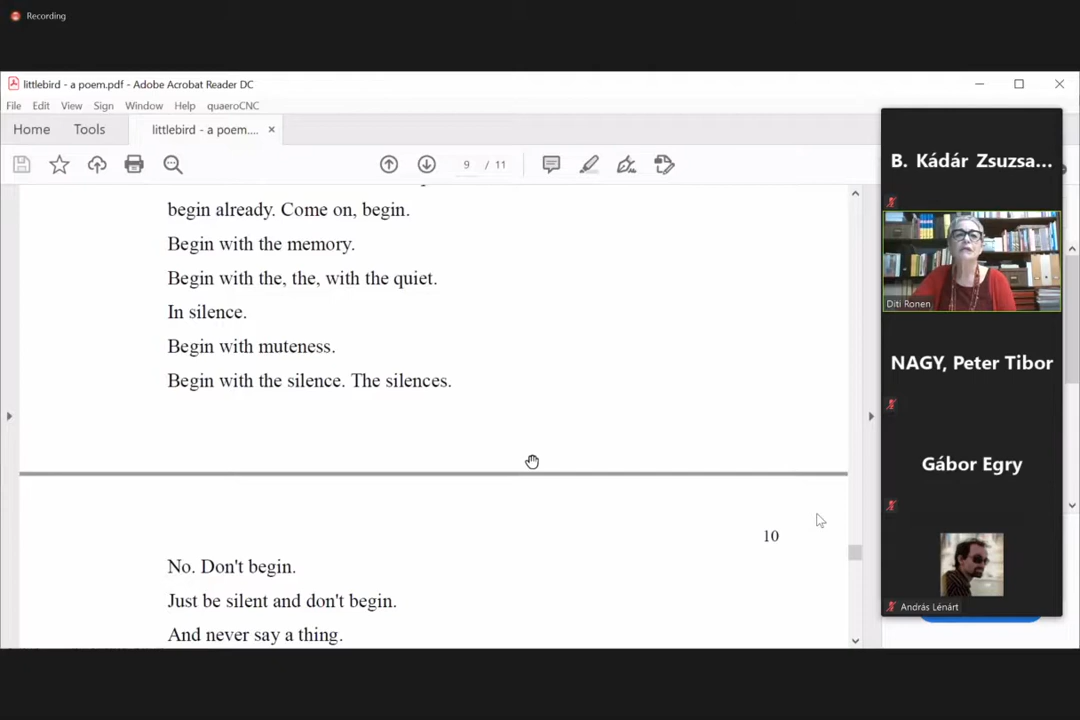 Recording
littlebird - a poem.pdf - Adobe Acrobat Reader DC
File Edit View Sign Window Help quaeroCNC
Home Tools littlebird - a poem.... ×
9 / 11
begin already. Come on, begin.
Begin with the memory.
Begin with the, the, with the quiet.
In silence.
Begin with muteness.
Begin with the silence. The silences.
10
No. Don't begin.
Just be silent and don't begin.
And never say a thing.
B. Kádár Zsuzsa...
Diti Ronen
NAGY, Peter Tibor
Gábor Egry
András Lénárt